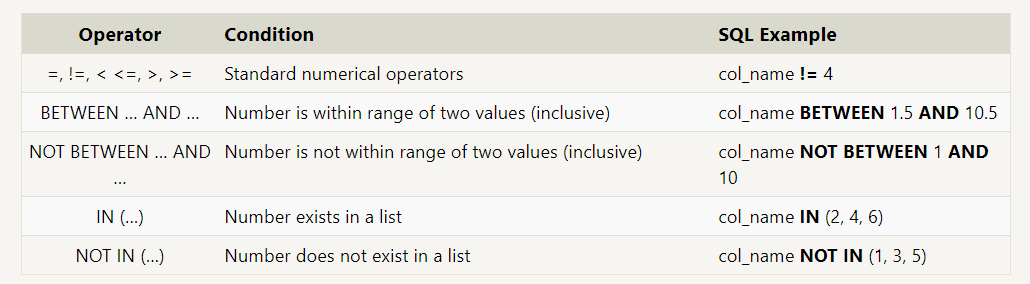 Operator Condition SQL Example
=, !=, < <=, >, >= Standard numerical operators col_name != 4
BETWEEN … AND … Number is within range of two values (inclusive) col_name BETWEEN 1.5 AND 10.5
NOT BETWEEN … AND Number is not within range of two values (inclusive) col_name NOT BETWEEN 1 AND
… 10
IN (…) Number exists in a list col_name IN (2, 4, 6)
NOT IN (…) Number does not exist in a list col_name NOT IN (1, 3, 5)